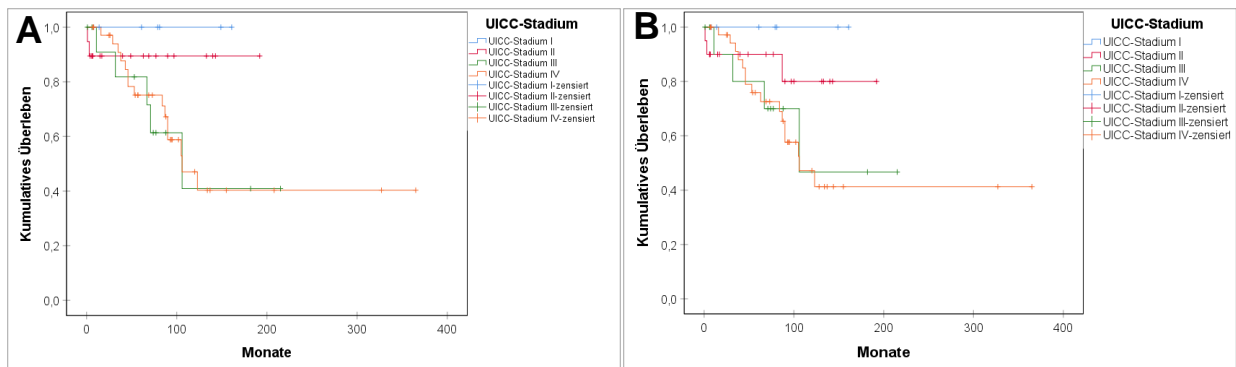 A
UICC-Stadium
UICC-Stadium I
UICC-Stadium II
UICC-Stadium III
UICC-Stadium IV
UICC-Stadium I-zensiert
UICC-Stadium II-zensiert
UICC-Stadium III-zensiert
UICC-Stadium IV-zensiert
Kumulatives Überleben
1,0
0,8
0,6
0,4
0,2
0,0
0
100
200
300
400
Monate
B
UICC-Stadium
UICC-Stadium I
UICC-Stadium II
UICC-Stadium III
UICC-Stadium IV
UICC-Stadium I-zensiert
UICC-Stadium II-zensiert
UICC-Stadium III-zensiert
UICC-Stadium IV-zensiert
Kumulatives Überleben
1,0
0,8
0,6
0,4
0,2
0,0
0
100
200
300
400
Monate